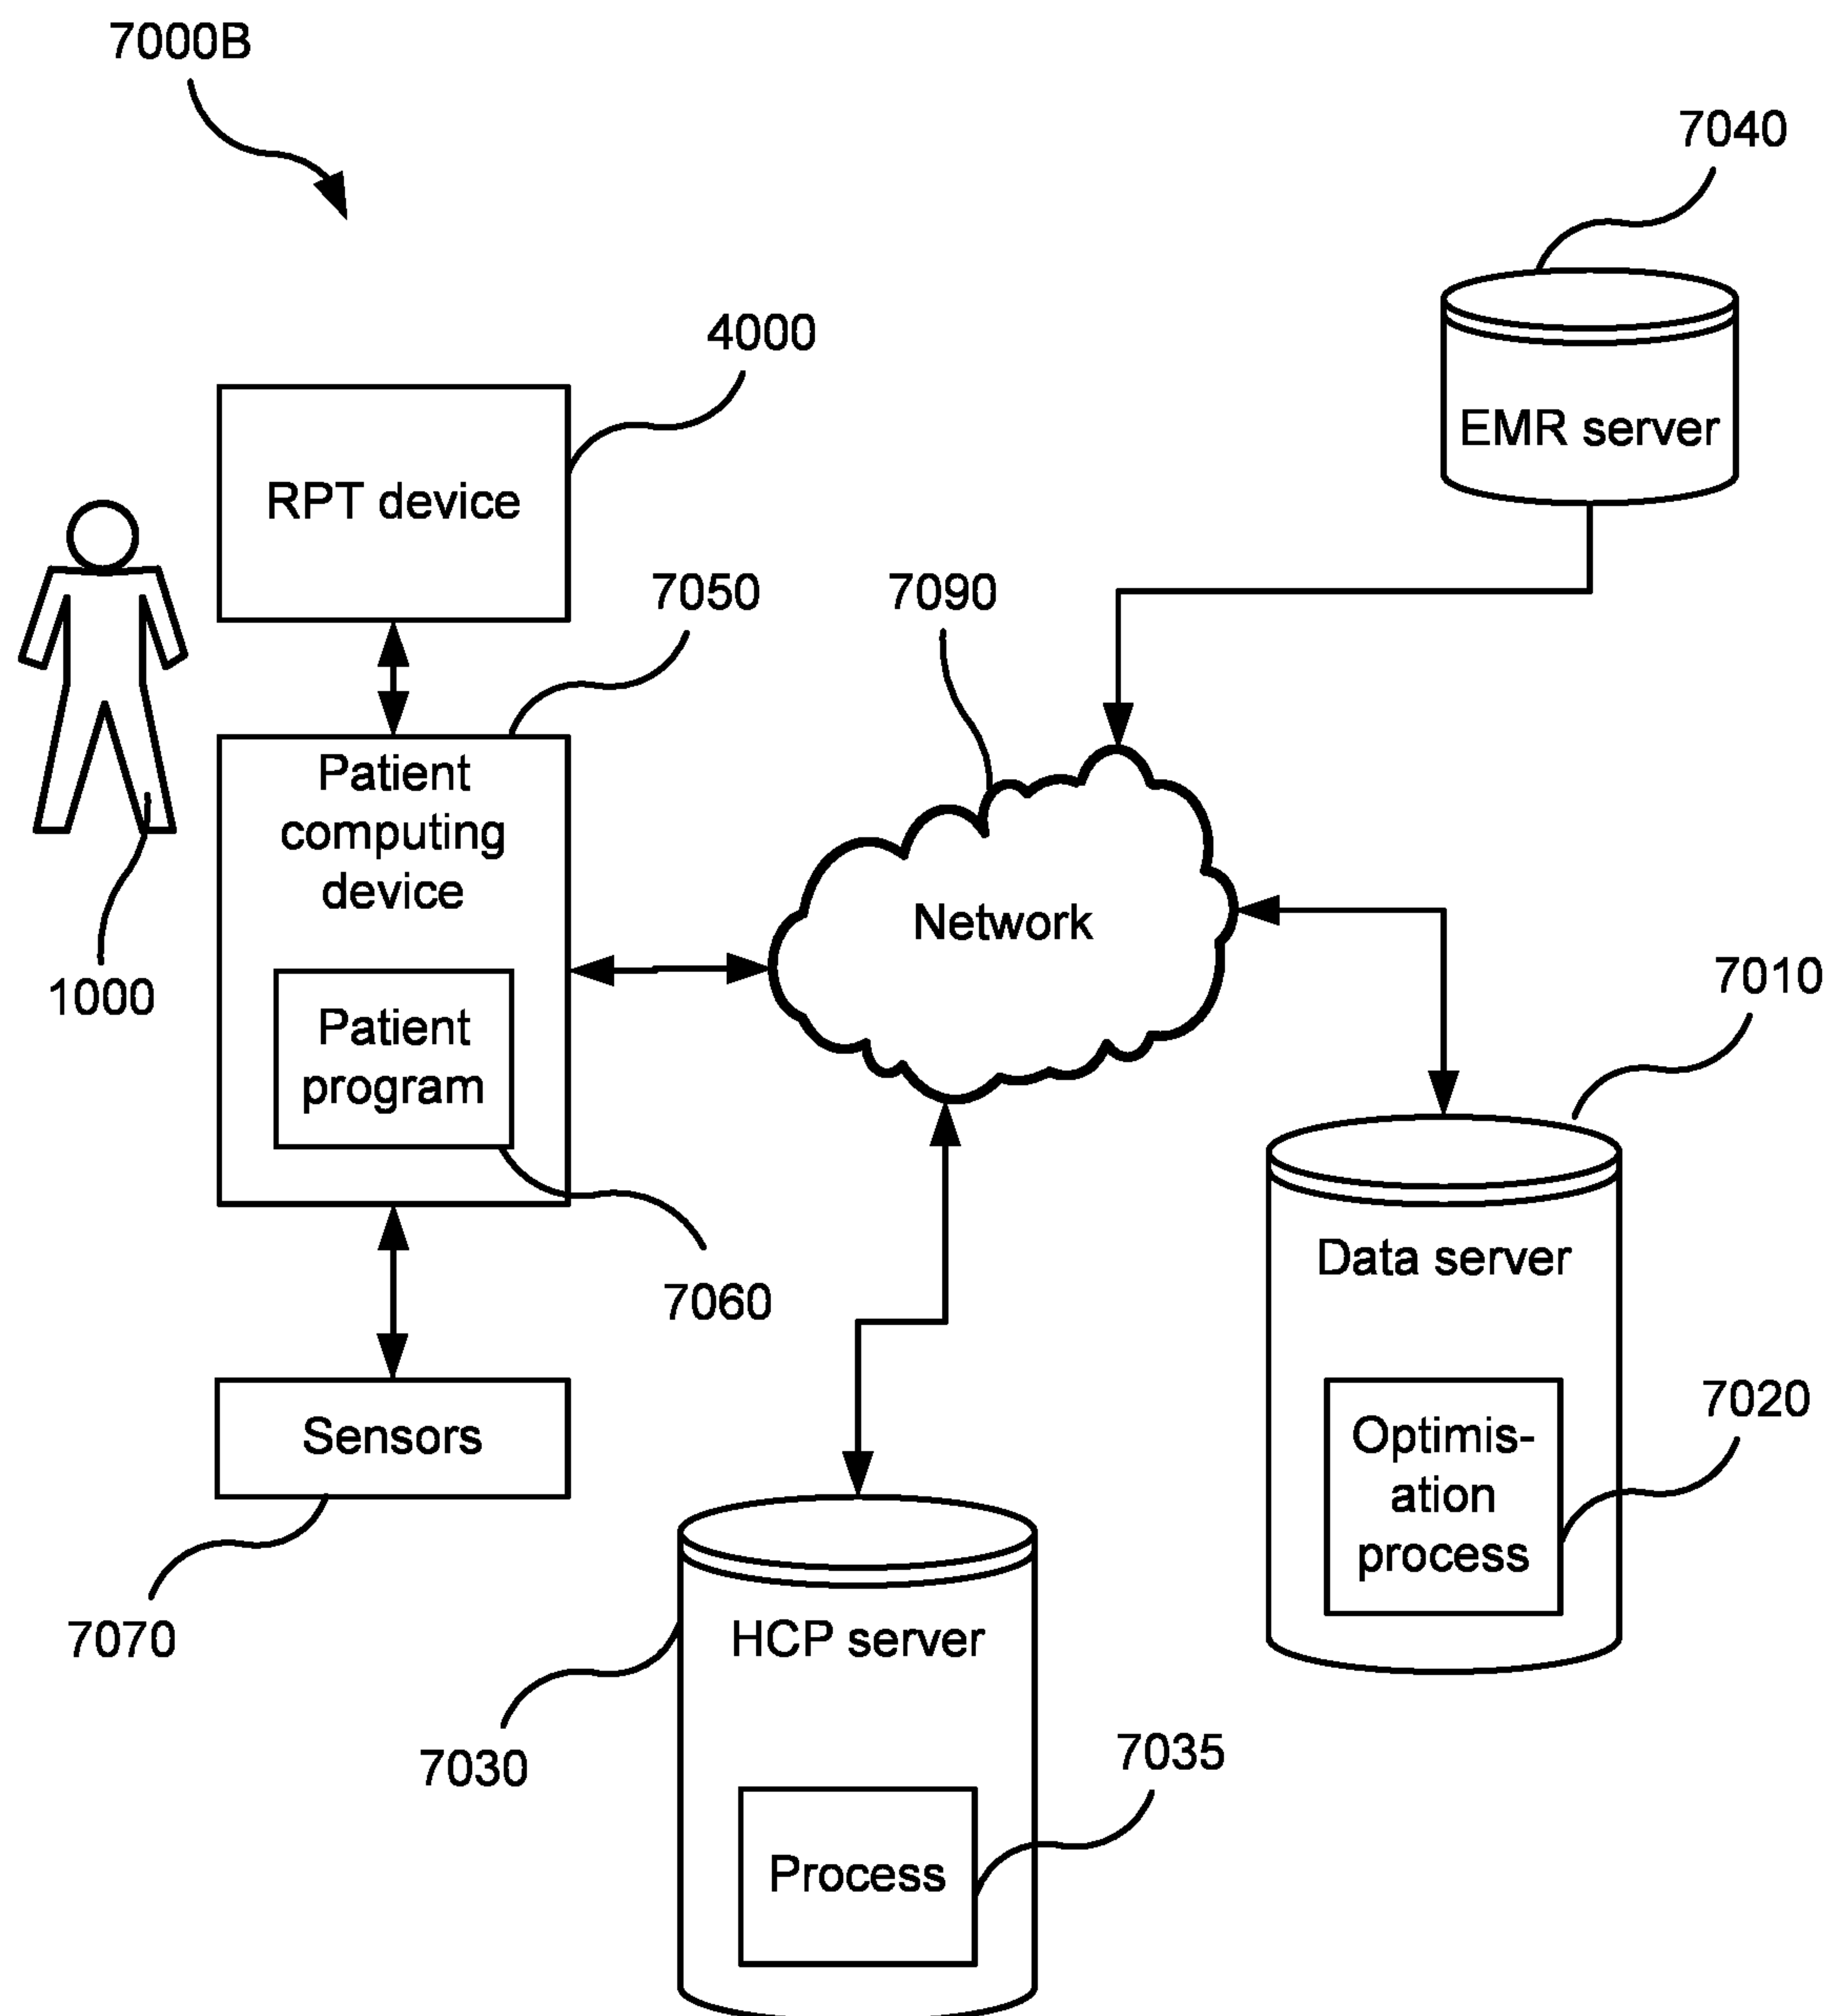 7000B
7040
4000
EMR server
RPT device
7050
7090
Patient
computing
device
Network
7010
1000
Patient
program
Data server
7060
7020
Sensors
Optimis-
ation
process
7070
HCP server
7030
7035
Process